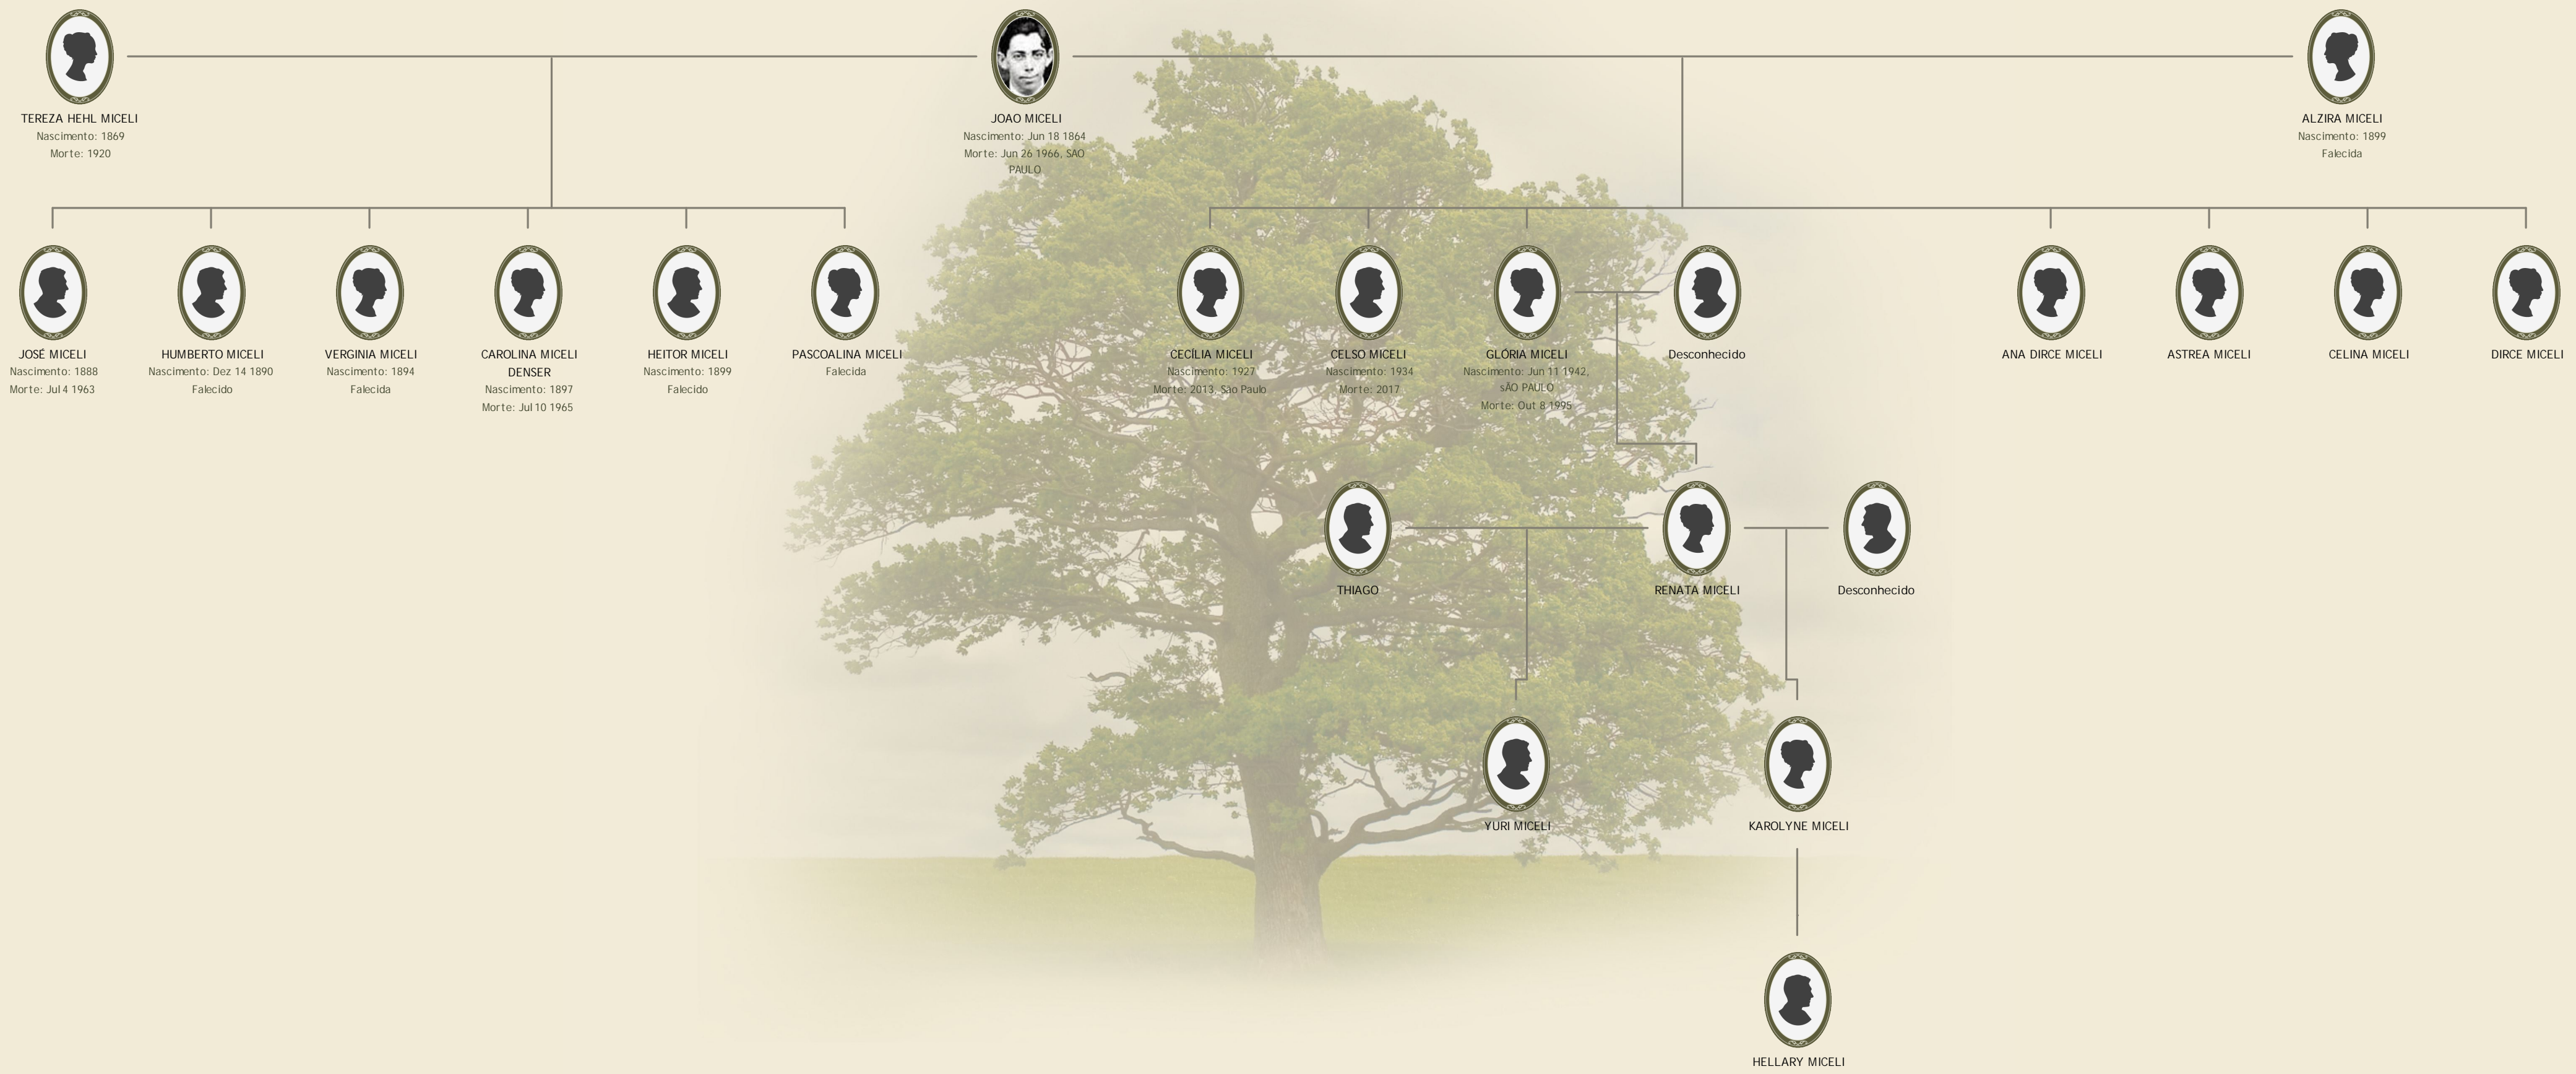 TEREZA HEHL MICELI
Nascimento: 1869
Morte: 1920
JOAO MICELI
Nascimento: Jun 18 1864
Morte: Jun 26 1966, SAO
PAULO
ALZIRA MICELI
Nascimento: 1899
Falecida
JOSÉ MICELI
Nascimento: 1888
Morte: Jul 4 1963
HUMBERTO MICELI
Nascimento: Dez 14 1890
Falecido
VERGINIA MICELI
Nascimento: 1894
Falecida
CAROLINA MICELI
DENSER
Nascimento: 1897
Morte: Jul 10 1965
HEITOR MICELI
Nascimento: 1899
Falecido
PASCOALINA MICELI
Falecida
CECÍLIA MICELI
Nascimento: 1927
Morte: 2013, São Paulo
CELSO MICELI
Nascimento: 1934
Morte: 2017
GLÓRIA MICELI
Nascimento: Jun 11 1942,
sÃO PAULO
Morte: Out 8 1995
Desconhecido
ANA DIRCE MICELI
ASTREA MICELI
CELINA MICELI
DIRCE MICELI
THIAGO
RENATA MICELI
Desconhecido
YURI MICELI
KAROLYNE MICELI
HELLARY MICELI